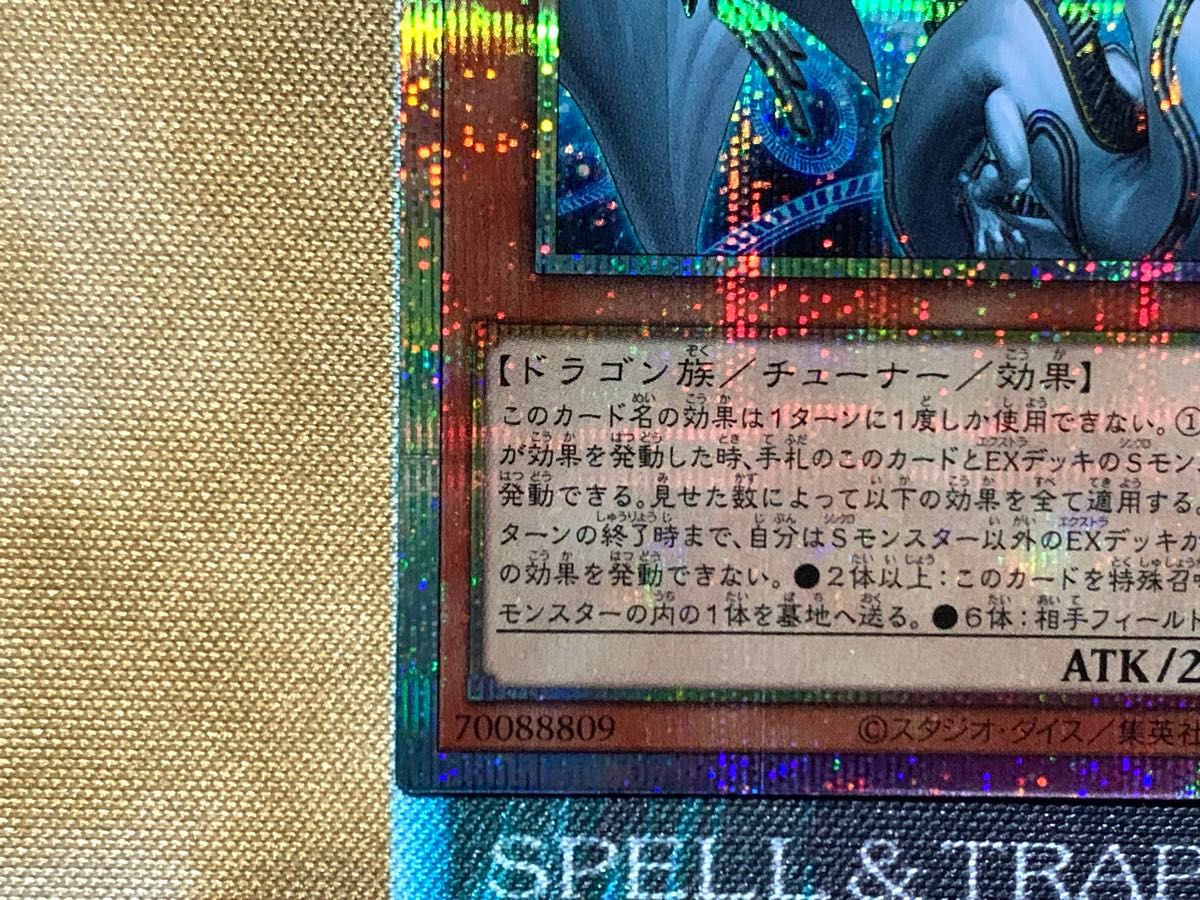 【ドラゴン族／チューナー／効果】
このカード名の効果は１ターンに１度しか使用できない。①
が効果を発動した時、手札のこのカードとEXデッキのSモン
発動できる。見せた数によって以下の効果を全て適用する。
ターンの終了時まで、自分はSモンスター以外のEXデッキか
の効果を発動できない。●２体以上：このカードを特殊召
モンスターの内の１体を墓地へ送る。●６体：相手フィールド
ATK/2
70088809 ©スタジオ・ダイス／集英社
SPELL & TRAP